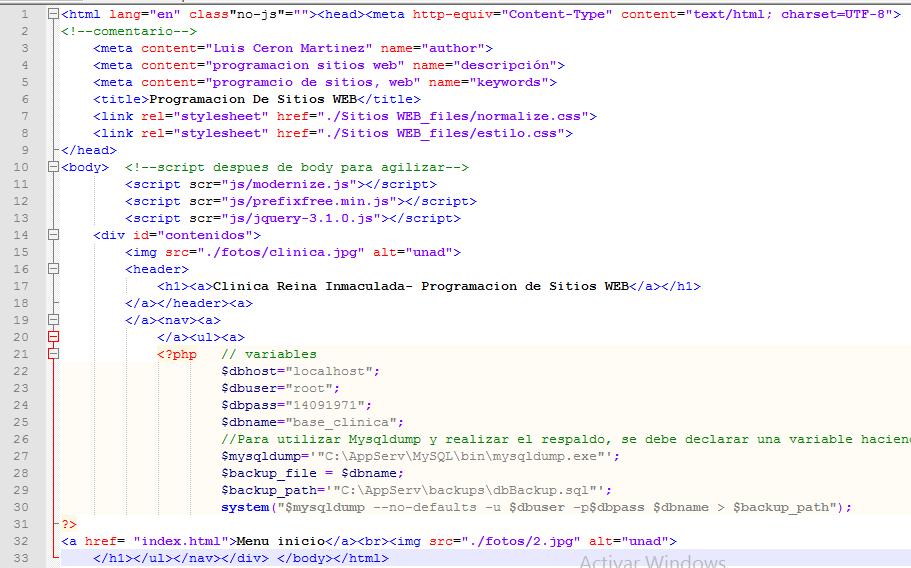 1 <html lang="en" class"no-js"=""><head><meta http-equiv="Content-Type" content="text/html; charset=UTF-8">
2 <!--comentario-->
3 <meta content="Luis Ceron Martinez" name="author">
4 <meta content="programacion sitios web" name="descripción">
5 <meta content="programcio de sitios, web" name="keywords">
6 <title>Programacion De Sitios WEB</title>
7 <link rel="stylesheet" href="./Sitios WEB_files/normalize.css">
8 <link rel="stylesheet" href="./Sitios WEB_files/estilo.css">
9 </head>
10 <body> <!--script despues de body para agilizar-->
11 <script scr="js/modernize.js"></script>
12 <script scr="js/prefixfree.min.js"></script>
13 <script scr="js/jquery-3.1.0.js"></script>
14 <div id="contenidos">
15 <img src="./fotos/clinica.jpg" alt="unad">
16 <header>
17 <h1><a>Clinica Reina Inmaculada- Programacion de Sitios WEB</a></h1>
18 </a></header><a>
19 </a><nav><a>
20 </a><ul><a>
21 <?php // variables
22 $dbhost="localhost";
23 $dbuser="root";
24 $dbpass="14091971";
25 $dbname="base_clinica";
26 //Para utilizar Mysqldump y realizar el respaldo, se debe declarar una variable haciend
27 $mysqldump='"C:\AppServ\MySQL\bin\mysqldump.exe"';
28 $backup_file = $dbname;
29 $backup_path='"C:\AppServ\backups\dbBackup.sql"';
30 system("$mysqldump --no-defaults -u $dbuser -p$dbpass $dbname > $backup_path");
31 ?>
32 <a href= "index.html">Menu inicio</a><br><img src="./fotos/2.jpg" alt="unad">
33 </h1></ul></nav></div> </body></html>
Activar Windows